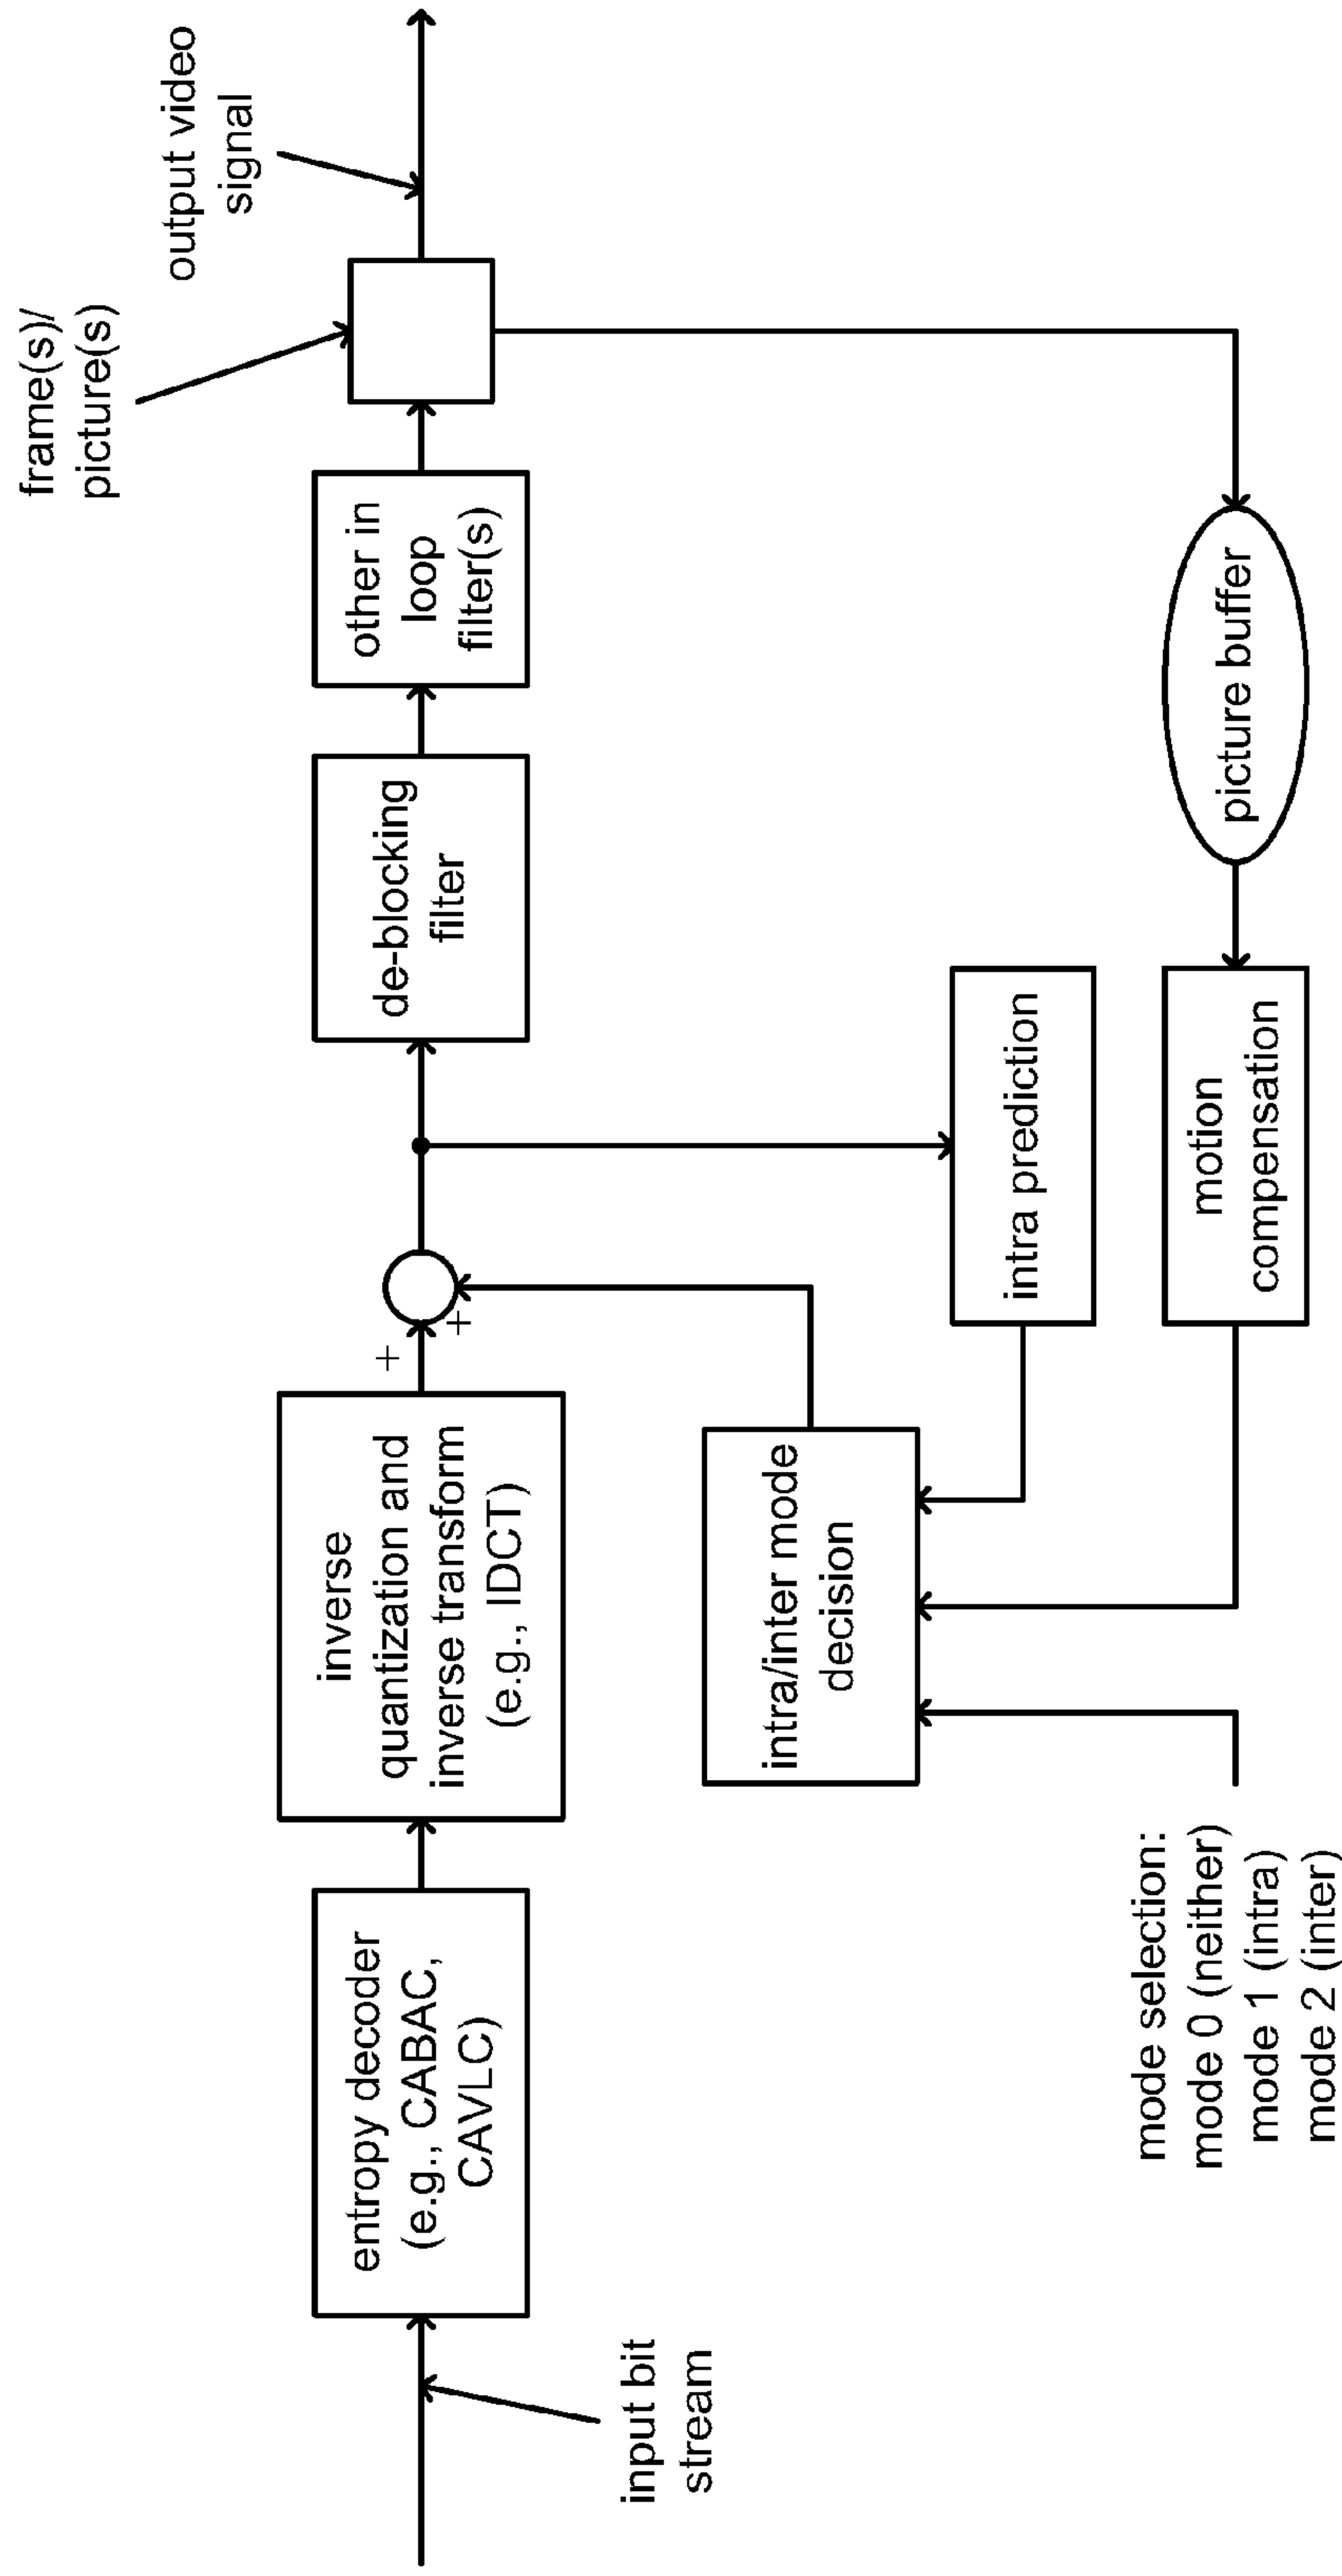 frame(s)/
picture(s)
output video
signal
input bit
stream
entropy decoder
(e.g., CABAC,
CAVLC)
inverse
quantization and
inverse transform
(e.g., IDCT)
+
+
de-blocking
filter
other in
loop
filter(s)
intra/inter mode
decision
intra prediction
motion
compensation
picture buffer
mode selection:
mode 0 (neither)
mode 1 (intra)
mode 2 (inter)